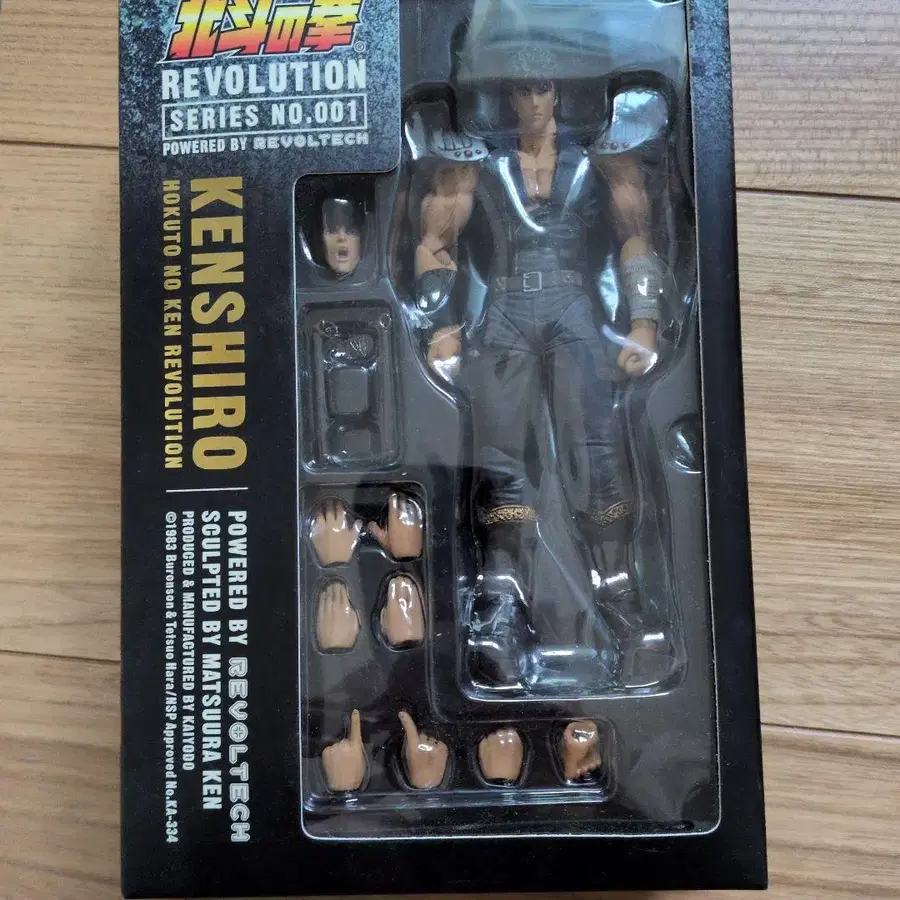 北斗の拳®
REVOLUTION
SERIES NO.001
POWERED BY REVOLTECH
KENSHIRO
HOKUTO NO KEN REVOLUTION
POWERED BY REVOLTECH
SCULPTED BY MATSUURA KEN
PRODUCED & MANUFACTURED BY KAIYODO
©1983 Buronson & Tetsuo Hara/NSP Approved No.KA-334